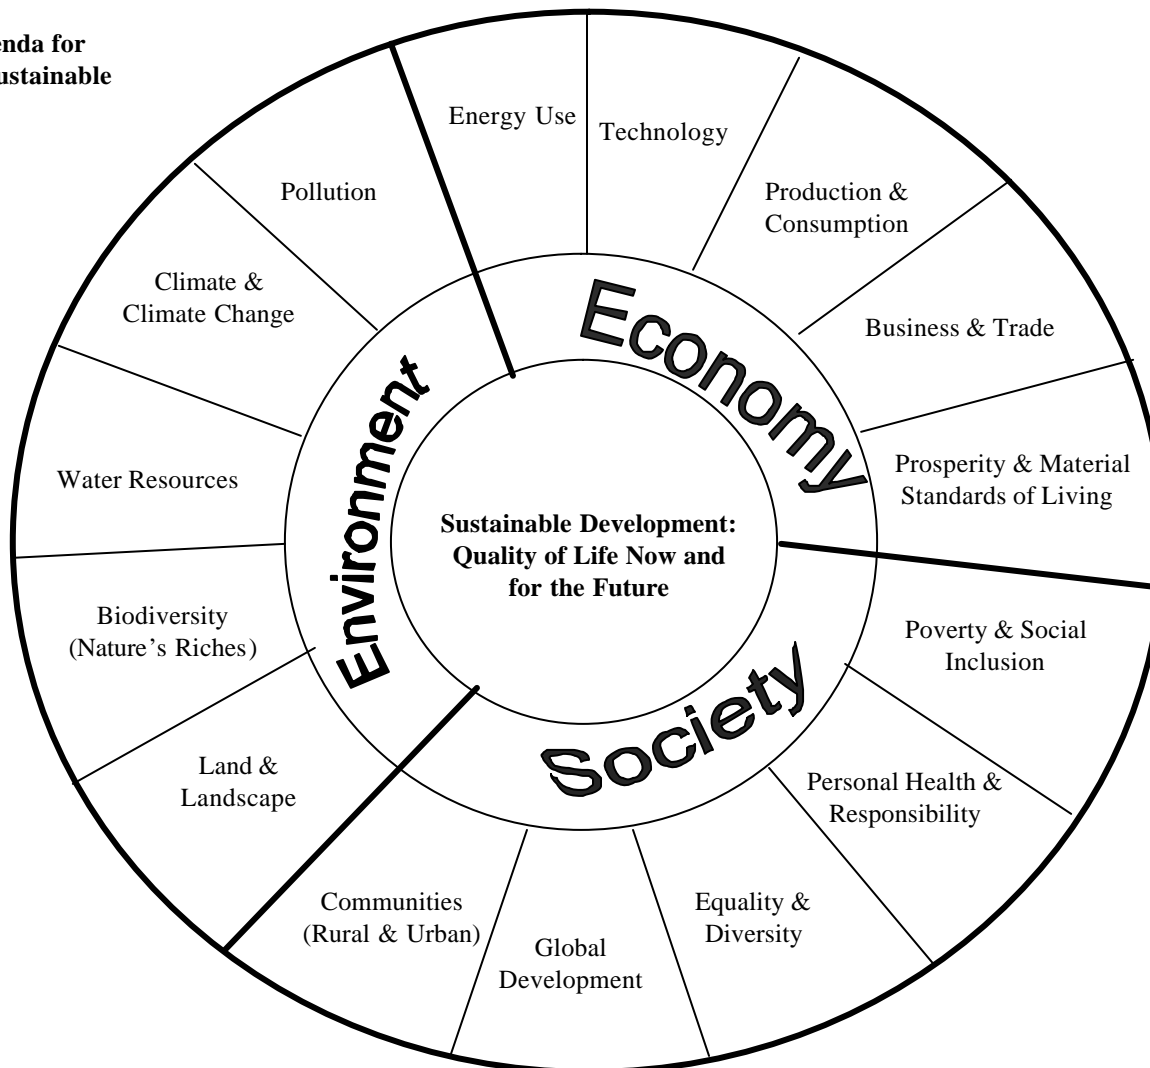 for
Energy Use
Technology
Pollution
Production &
Consumption
Climate &
Climate Change
Economy
Business & Trade
Environment
Water Resources
Prosperity & Material
Standards of Living
Sustainable Development:
Quality of Life Now and
for the Future
Biodiversity
(Nature’s Riches)
Poverty & Social
Inclusion
Society
Land &
Landscape
Personal Health &
Responsibility
Communities
(Rural & Urban)
Equality &
Diversity
Global
Development